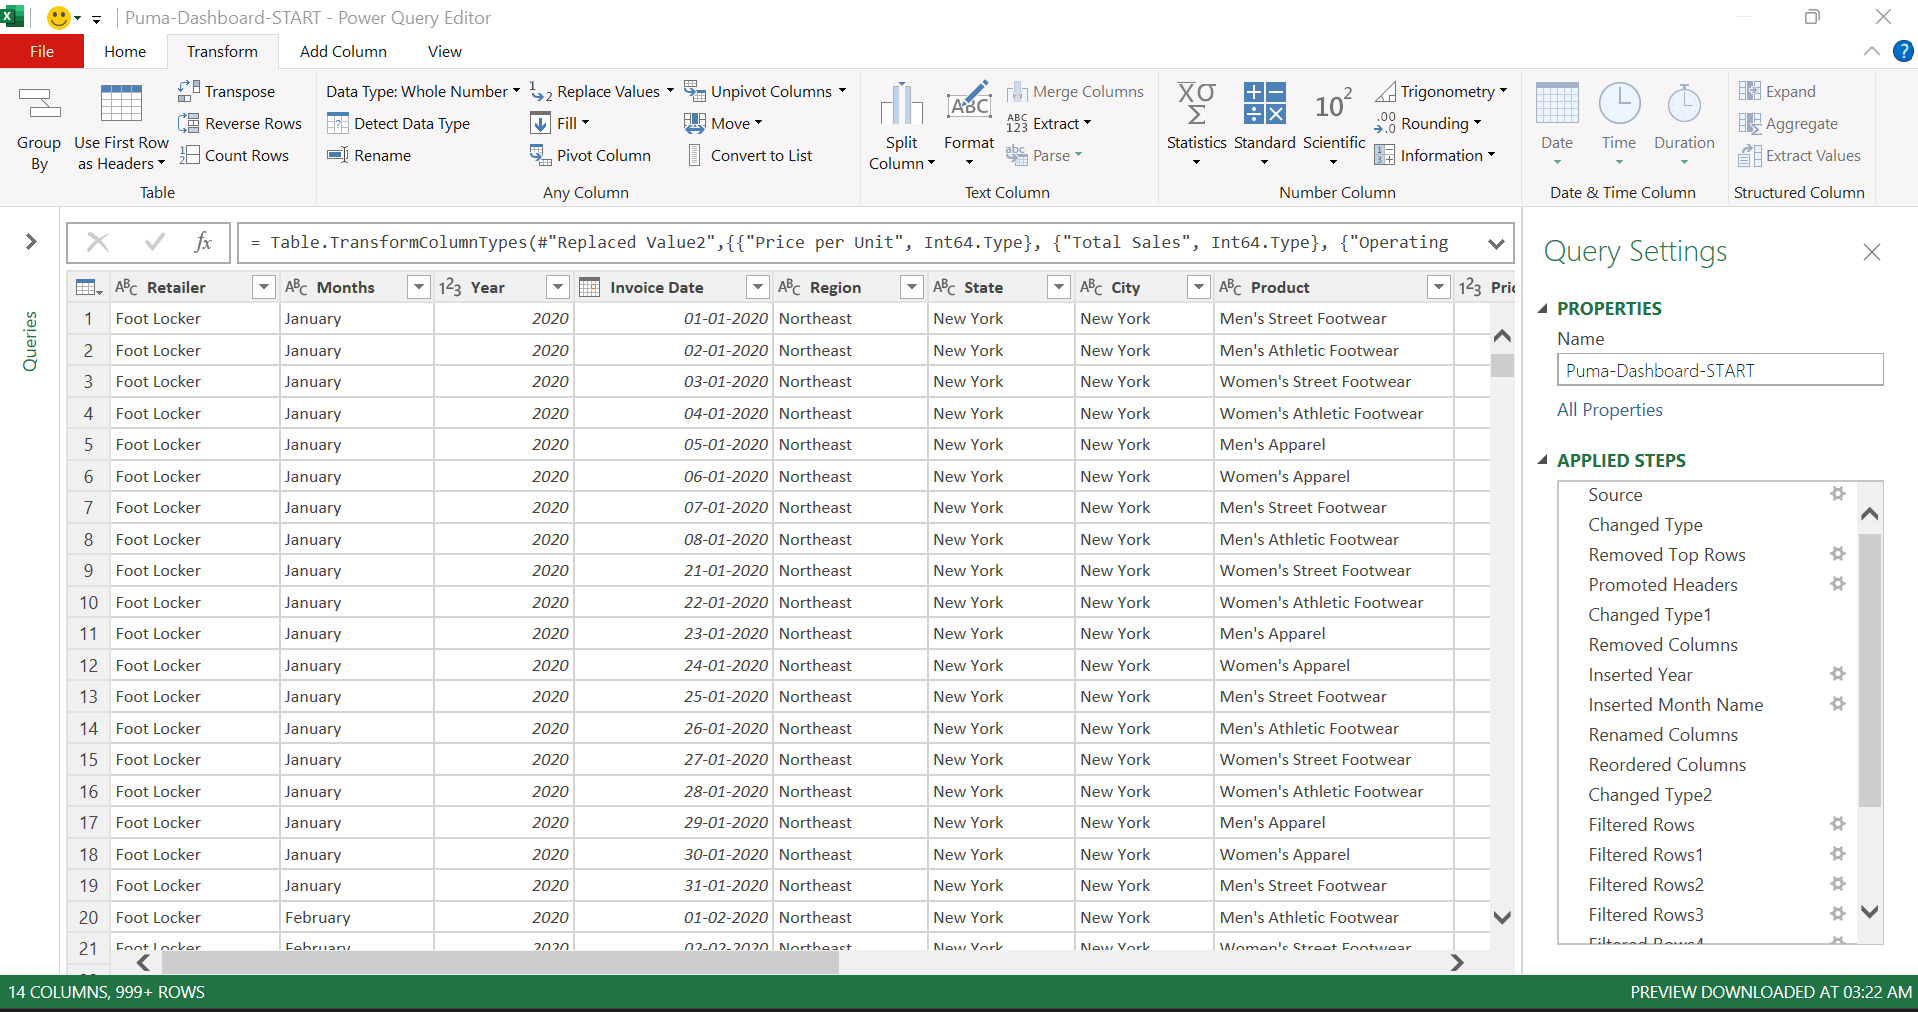 Puma-Dashboard-START - Power Query Editor
File Home Transform Add Column View
Group By
Use First Row as Headers
Transpose
Reverse Rows
Count Rows
Table
Data Type: Whole Number
Detect Data Type
Rename
Replace Values
Fill
Pivot Column
Unpivot Columns
Move
Convert to List
Any Column
Split Column
Format
Merge Columns
Extract
Parse
Text Column
Statistics
Standard
Scientific
Trigonometry
Rounding
Information
Number Column
Date
Time
Duration
Date & Time Column
Expand
Aggregate
Extract Values
Structured Column
Queries
= Table.TransformColumnTypes(#"Replaced Value2",{{"Price per Unit", Int64.Type}, {"Total Sales", Int64.Type}, {"Operating
Retailer Months Year Invoice Date Region State City Product
1 Foot Locker January 2020 01-01-2020 Northeast New York New York Men's Street Footwear
2 Foot Locker January 2020 02-01-2020 Northeast New York New York Men's Athletic Footwear
3 Foot Locker January 2020 03-01-2020 Northeast New York New York Women's Street Footwear
4 Foot Locker January 2020 04-01-2020 Northeast New York New York Women's Athletic Footwear
5 Foot Locker January 2020 05-01-2020 Northeast New York New York Men's Apparel
6 Foot Locker January 2020 06-01-2020 Northeast New York New York Women's Apparel
7 Foot Locker January 2020 07-01-2020 Northeast New York New York Men's Street Footwear
8 Foot Locker January 2020 08-01-2020 Northeast New York New York Men's Athletic Footwear
9 Foot Locker January 2020 21-01-2020 Northeast New York New York Women's Street Footwear
10 Foot Locker January 2020 22-01-2020 Northeast New York New York Women's Athletic Footwear
11 Foot Locker January 2020 23-01-2020 Northeast New York New York Men's Apparel
12 Foot Locker January 2020 24-01-2020 Northeast New York New York Women's Apparel
13 Foot Locker January 2020 25-01-2020 Northeast New York New York Men's Street Footwear
14 Foot Locker January 2020 26-01-2020 Northeast New York New York Men's Athletic Footwear
15 Foot Locker January 2020 27-01-2020 Northeast New York New York Women's Street Footwear
16 Foot Locker January 2020 28-01-2020 Northeast New York New York Women's Athletic Footwear
17 Foot Locker January 2020 29-01-2020 Northeast New York New York Men's Apparel
18 Foot Locker January 2020 30-01-2020 Northeast New York New York Women's Apparel
19 Foot Locker January 2020 31-01-2020 Northeast New York New York Men's Street Footwear
20 Foot Locker February 2020 01-02-2020 Northeast New York New York Men's Athletic Footwear
21 Foot Locker February 2020 02-02-2020 Northeast New York New York Women's Street Footwear
Query Settings
PROPERTIES
Name
Puma-Dashboard-START
All Properties
APPLIED STEPS
Source
Changed Type
Removed Top Rows
Promoted Headers
Changed Type1
Removed Columns
Inserted Year
Inserted Month Name
Renamed Columns
Reordered Columns
Changed Type2
Filtered Rows
Filtered Rows1
Filtered Rows2
Filtered Rows3
Filtered Rows4
14 COLUMNS, 999+ ROWS
PREVIEW DOWNLOADED AT 03:22 AM